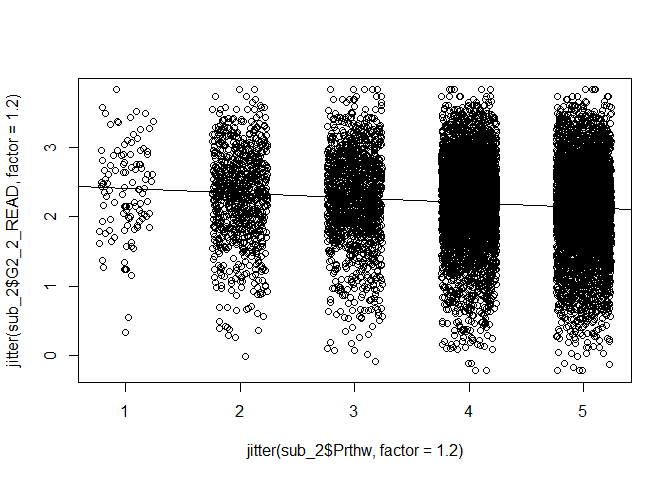 jitter(sub_2$G2_2_READ, factor = 1.2)
3
2
1
0
1 2 3 4 5
jitter(sub_2$Prthw, factor = 1.2)